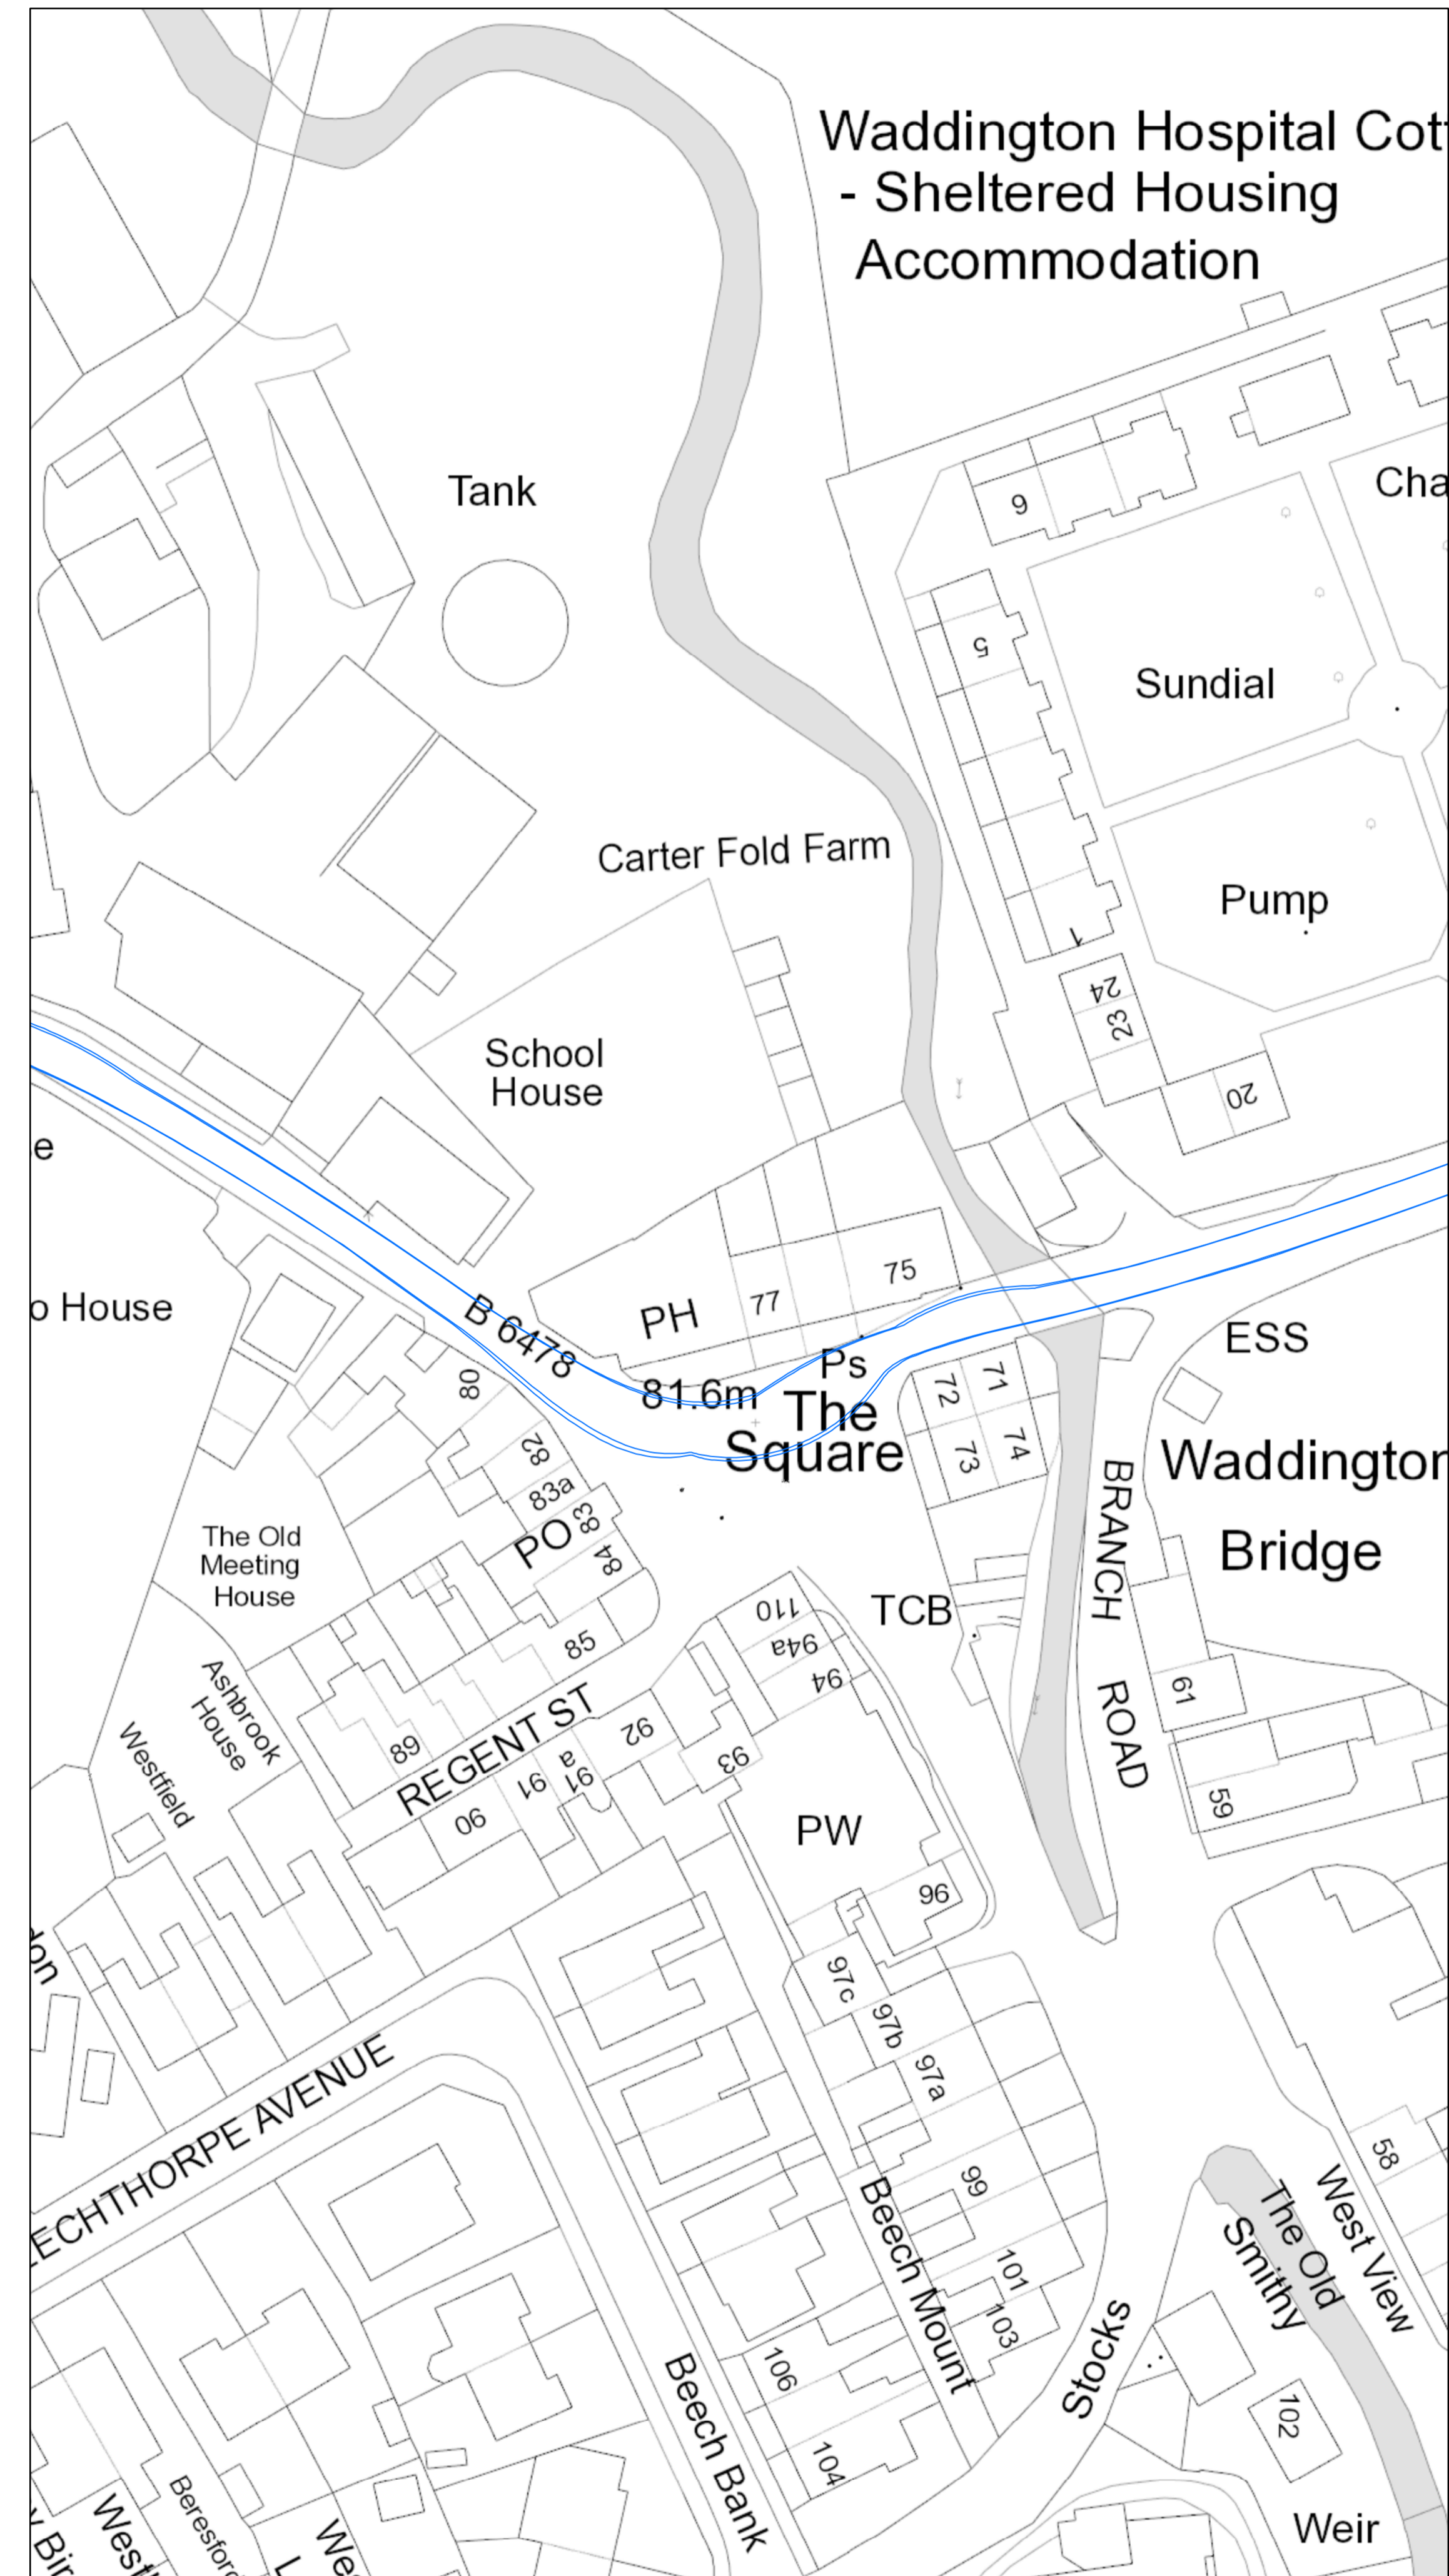 Waddington Hospital Cot
- Sheltered Housing
Accommodation
Tank
Cha
6
5
Sundial
Carter Fold Farm
Pump
1
24
23
School
House
20
e
o House
B 6478
PH
77
75
81.6m
Ps
The
Square
ESS
80
72
71
73
74
82
83a
83
PO
84
Waddington
Bridge
BRANCH
ROAD
The Old
Meeting
House
85
110
94a
94
TCB
61
Ashbrook
House
Westfield
REGENT ST
89
92
93
91
91
a
90
59
PW
96
97c
97b
97a
ECHTHORPE AVENUE
58
99
West View
The Old
Smithy
Beech Mount
101
103
Stocks
106
104
102
Beech Bank
Weir
Beresford
West
We